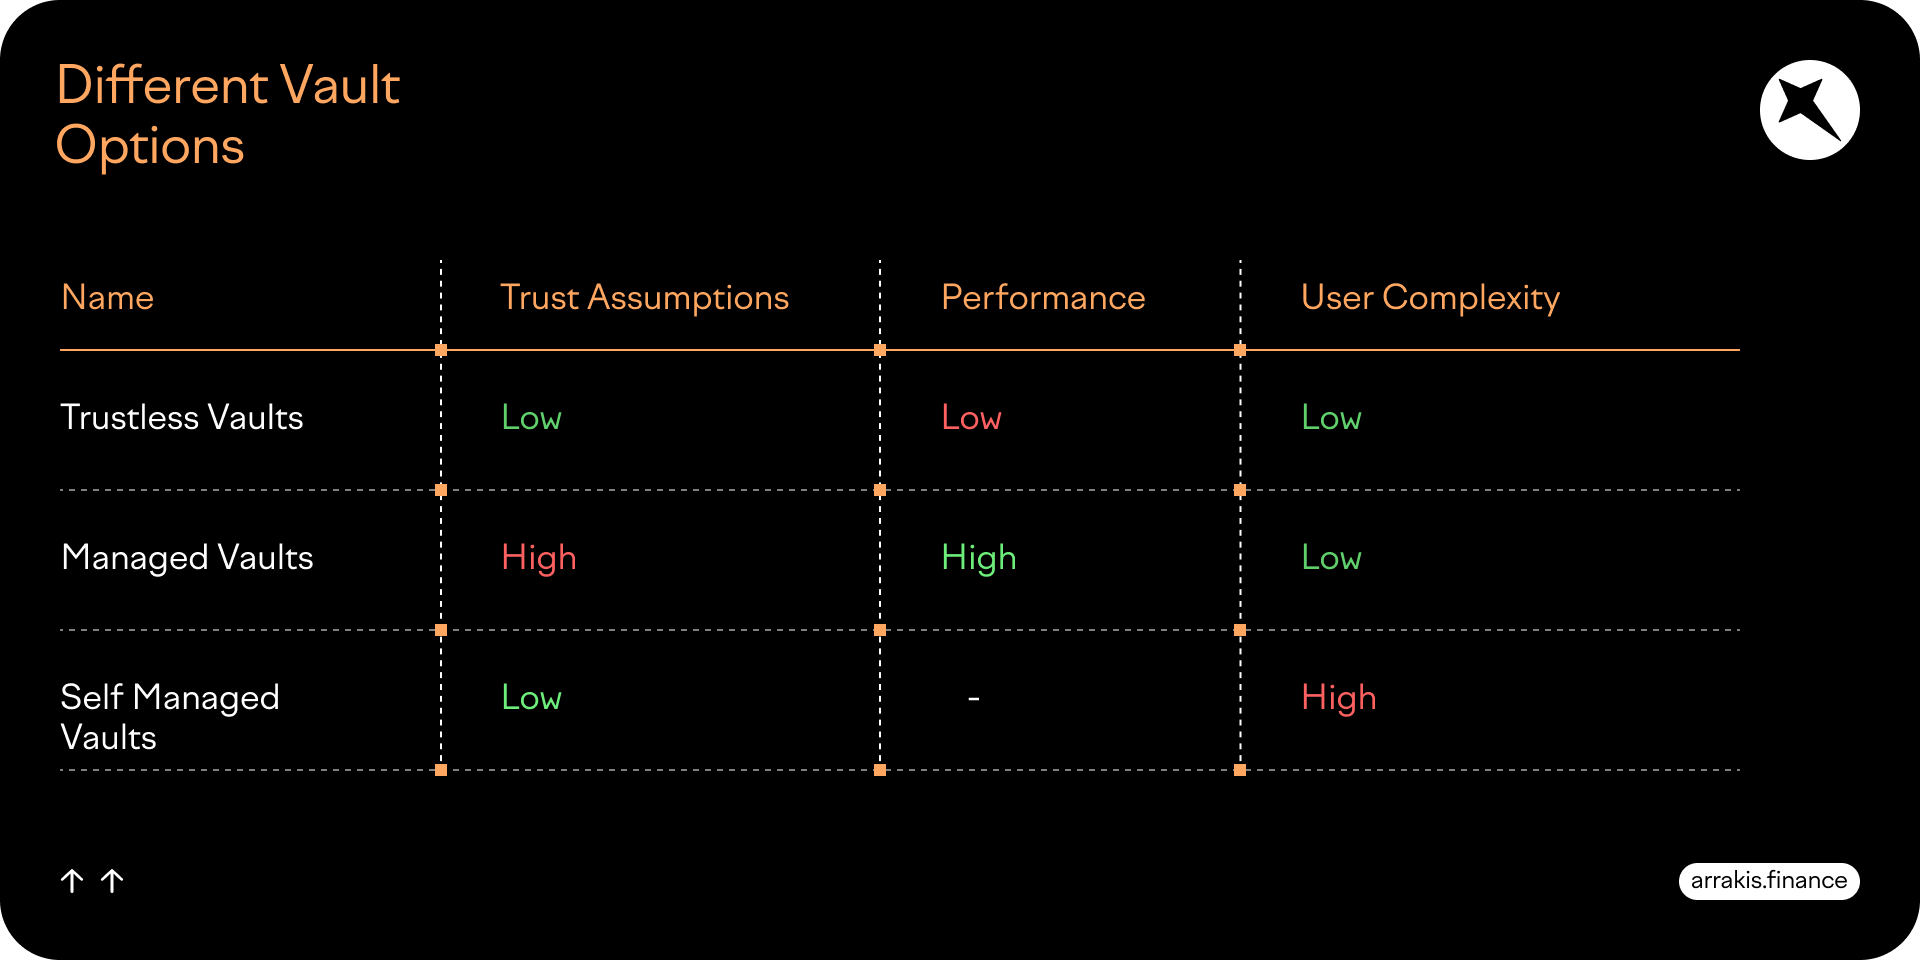 Different Vault
Options
Name Trust Assumptions Performance User Complexity
Trustless Vaults Low Low Low
Managed Vaults High High Low
Self Managed Low - High
Vaults
↑ ↑
arrakis.finance